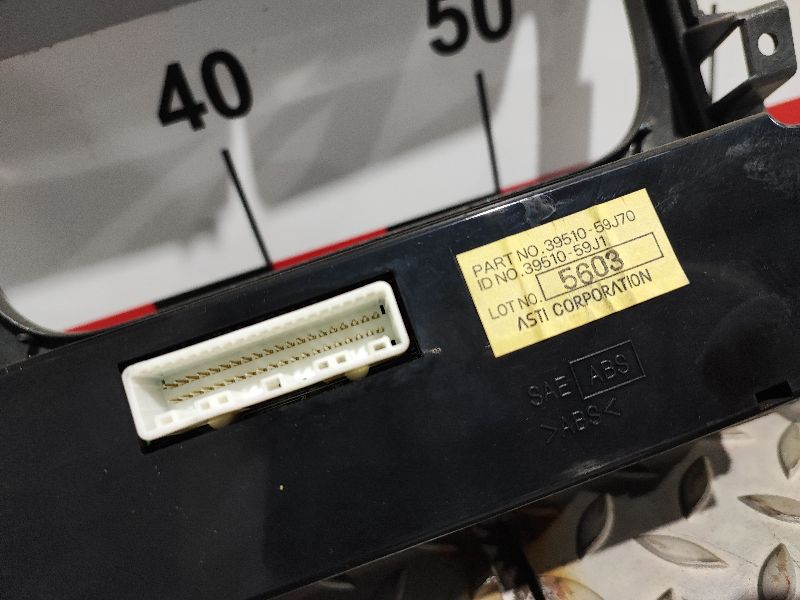 40
50
PART NO. 39510-59J70
ID NO. 39510-59J1
LOT NO. 5603
ASTI CORPORATION
SAE ABS
>ABS<